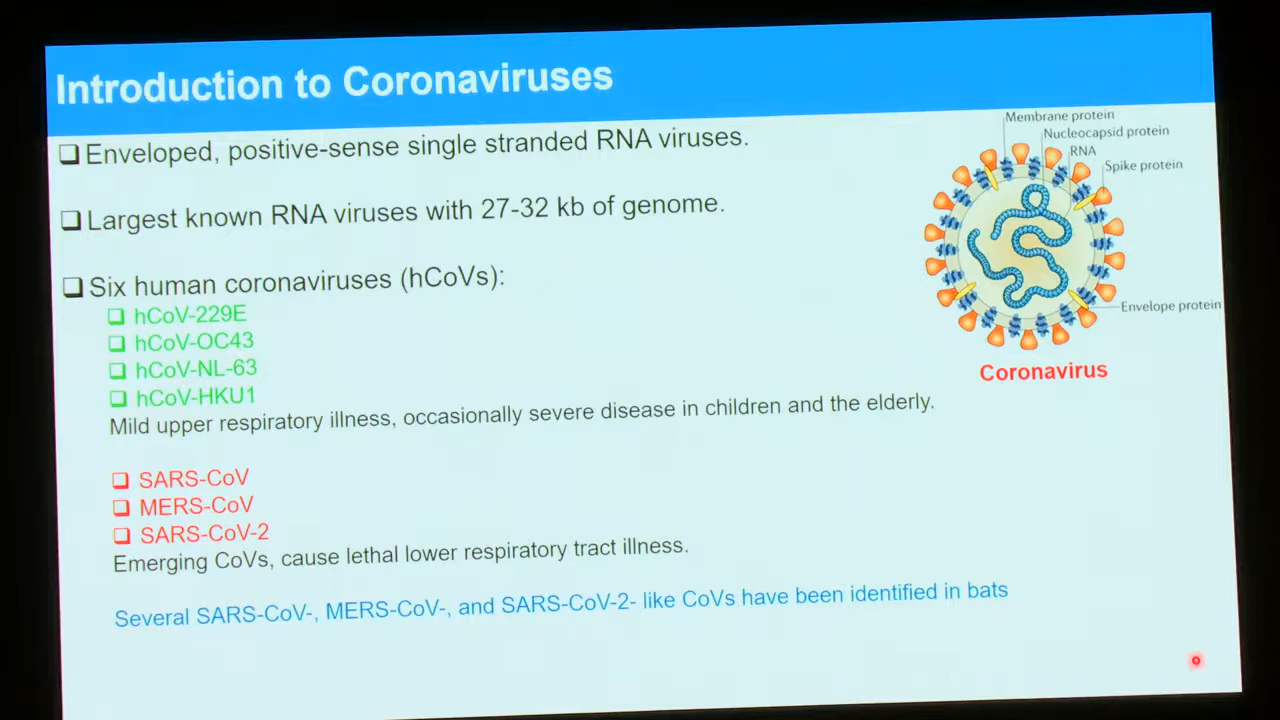 Introduction to Coronaviruses
Enveloped, positive-sense single stranded RNA viruses.
Largest known RNA viruses with 27-32 kb of genome.
Six human coronaviruses (hCoVs):
hCoV-229E
hCoV-OC43
hCoV-NL-63
hCoV-HKU1
Mild upper respiratory illness, occasionally severe disease in children and the elderly.
SARS-CoV
MERS-CoV
SARS-CoV-2
Emerging CoVs, cause lethal lower respiratory tract illness.
Several SARS-CoV-, MERS-CoV-, and SARS-CoV-2- like CoVs have been identified in bats
Membrane protein
Nucleocapsid protein
RNA
Spike protein
Envelope protein
Coronavirus